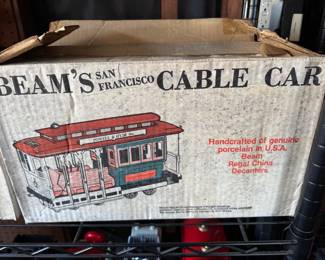 BEAM'S SAN FRANCISCO CABLE CAR
Handcrafted of genuine
porcelain in U.S.A.
Beam
Regal China
Decanters